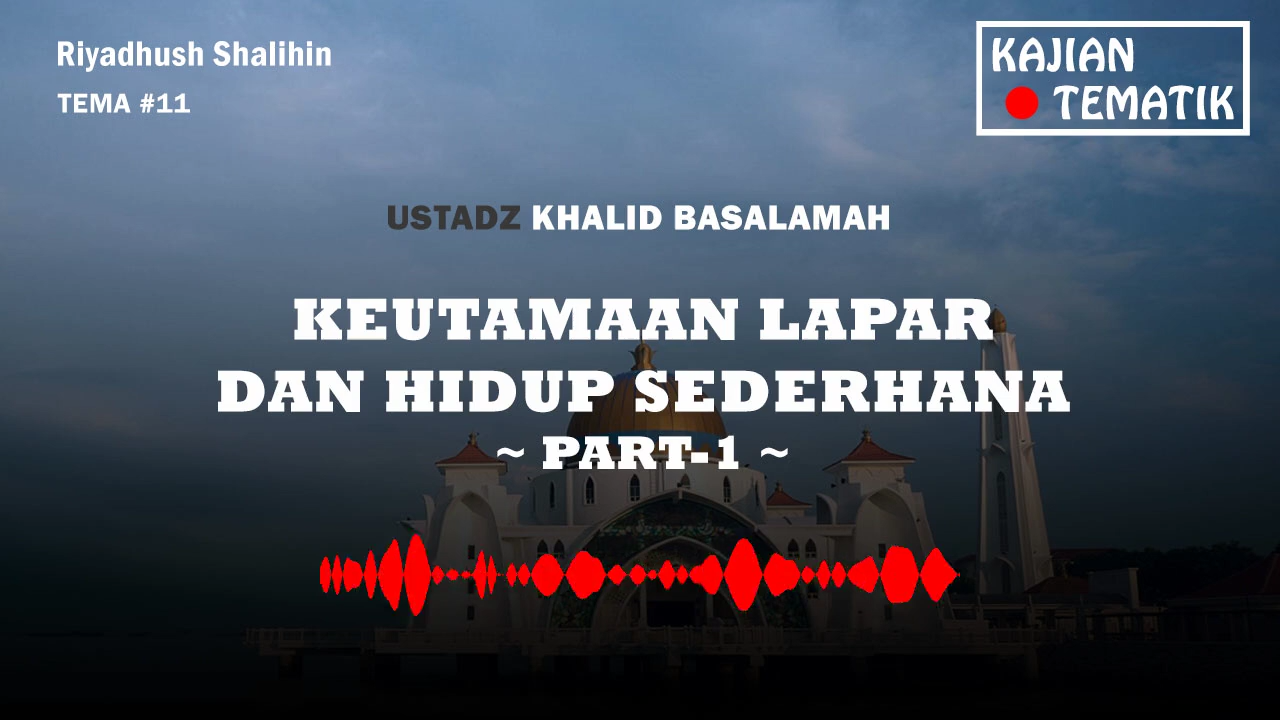 Riyadhush Shalihin
TEMA #11
KAJIAN
TEMATIK
USTADZ KHALID BASALAMAH
KEUTAMAAN LAPAR
DAN HIDUP SEDERHANA
~ PART-1 ~